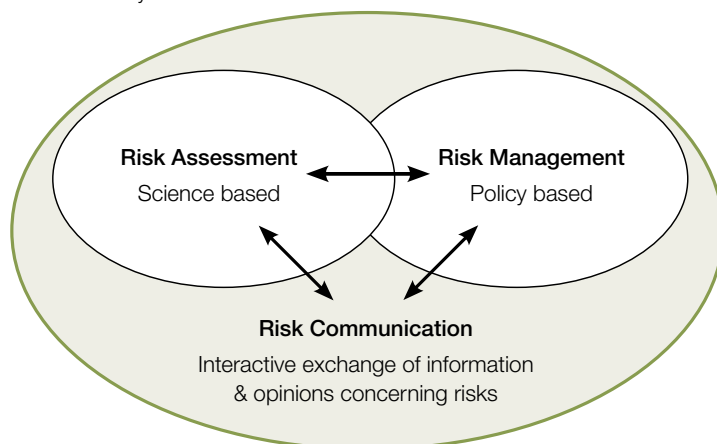 Risk Assessment
Science based
Risk Management
Policy based
Risk Communication
Interactive exchange of information
& opinions concerning risks